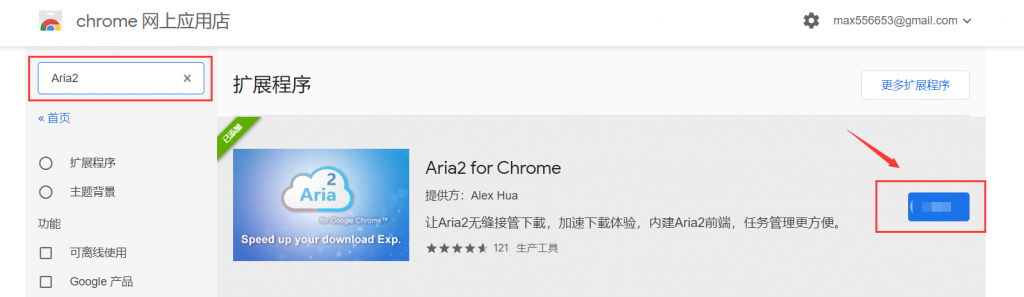 chrome 网上应用店
max556653@gmail.com
Aria2
« 首页
扩展程序
主题背景
功能
可离线使用
Google 产品
扩展程序
更多扩展程序
已添加
Aria2
for Google Chrome™
Speed up your download Exp.
Aria2 for Chrome
提供方：Alex Hua
让Aria2无缝接管下載，加速下载体验，内建Aria2前端，任务管理更方便。
121 生产工具